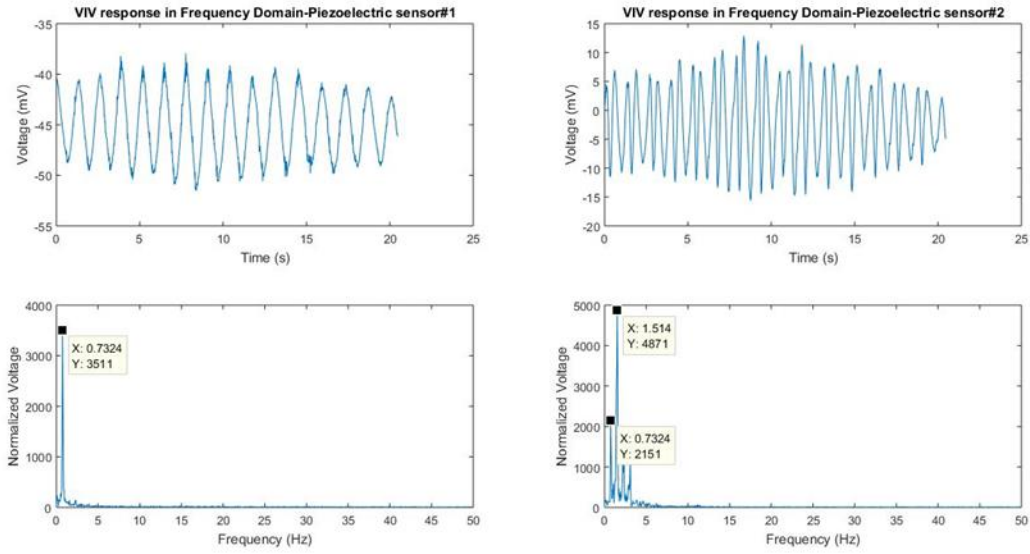 VIV response in Frequency Domain-Piezoelectric sensor#1
-35
-40
-45
-50
-55
Voltage (mV)
0 5 10 15 20 25
Time (s)
VIV response in Frequency Domain-Piezoelectric sensor#2
15
10
5
0
-5
-10
-15
-20
Voltage (mV)
0 5 10 15 20 25
Time (s)
4000
3000
2000
1000
0
Normalized Voltage
X: 0.7324
Y: 3511
0 5 10 15 20 25 30 35 40 45 50
Frequency (Hz)
5000
4000
3000
2000
1000
0
Normalized Voltage
X: 1.514
Y: 4871
X: 0.7324
Y: 2151
0 5 10 15 20 25 30 35 40 45 50
Frequency (Hz)